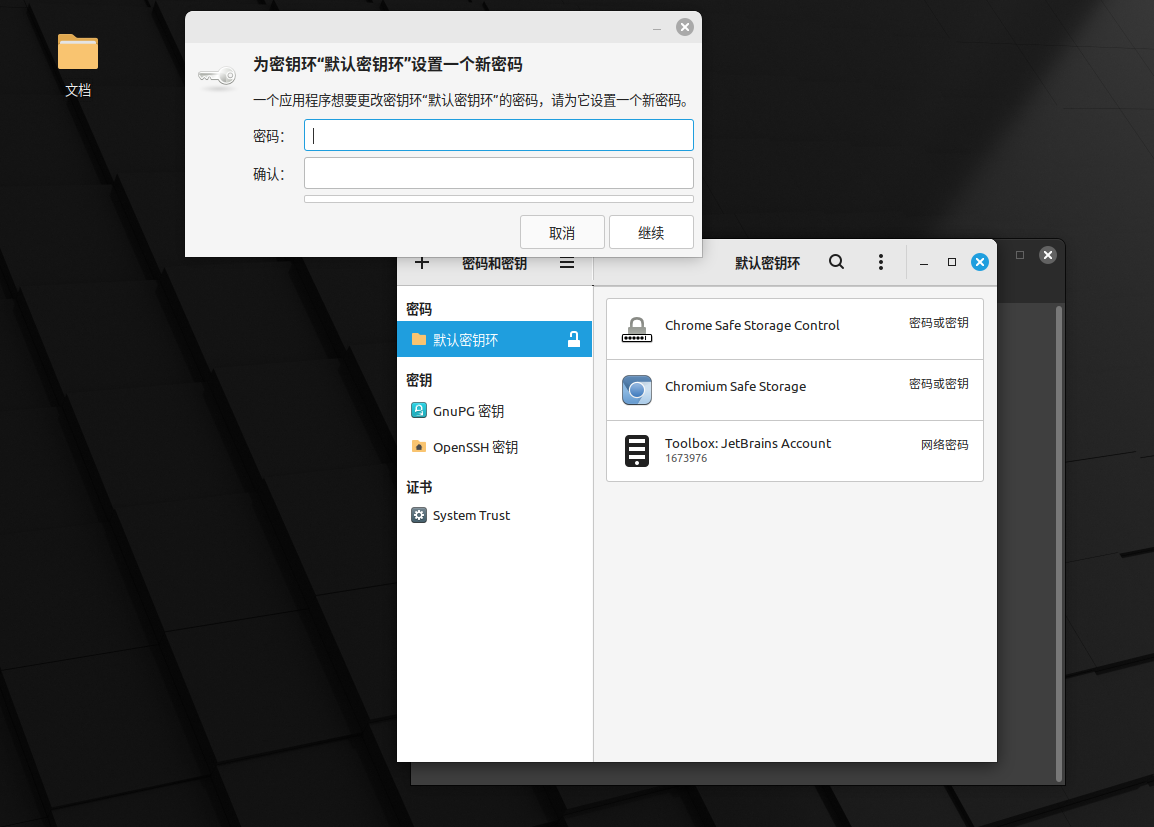 文档
为密钥环“默认密钥环”设置一个新密码
一个应用程序想要更改密钥环“默认密钥环”的密码，请为它设置一个新密码。
密码：
确认：
取消
继续
密码和密钥
默认密钥环
密码
默认密钥环
密钥
GnuPG 密钥
OpenSSH 密钥
证书
System Trust
Chrome Safe Storage Control
密码或密钥
Chromium Safe Storage
密码或密钥
Toolbox: JetBrains Account
网络密码
1673976